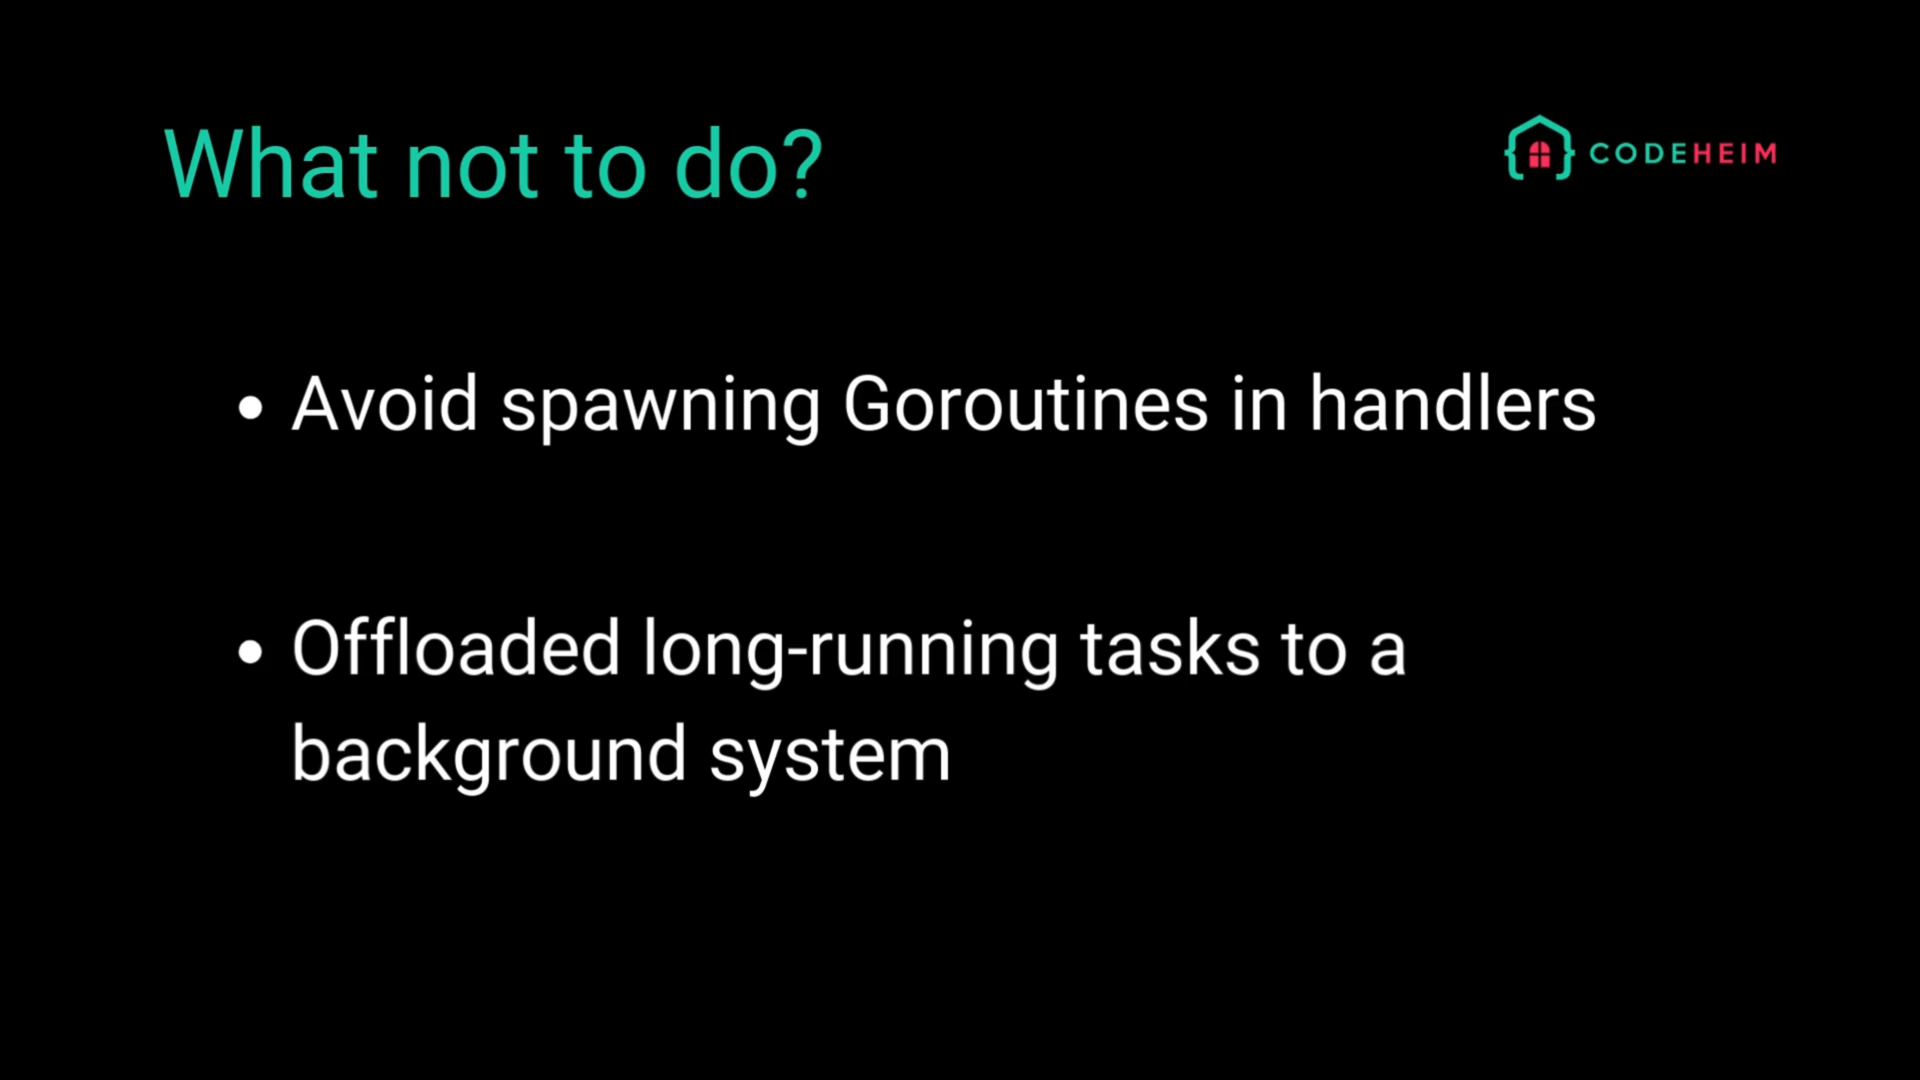 What not to do?
CODEHEIM
• Avoid spawning Goroutines in handlers
• Offloaded long-running tasks to a
background system